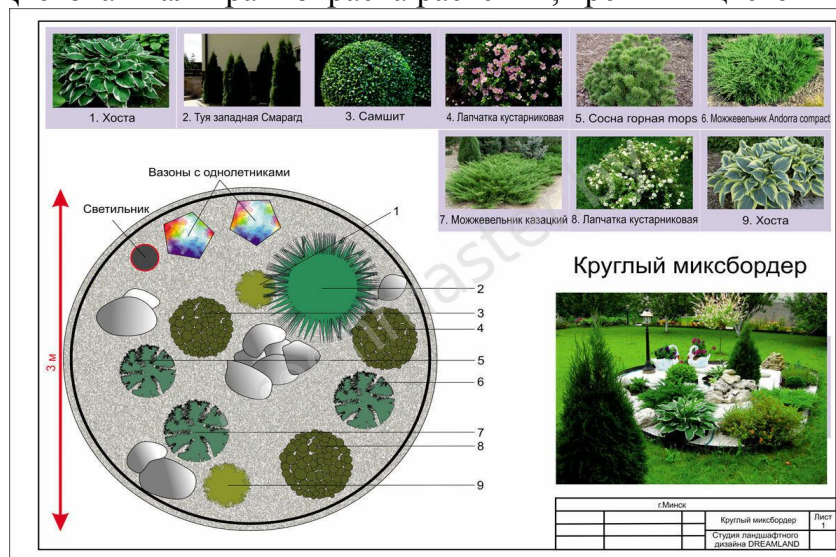 1. Хоста
2. Туя западная Смарагд
3. Самшит
4. Лапчатка кустарниковая
5. Сосна горная mops
6. Можжевельник Andorra compact
7. Можжевельник казацкий
8. Лапчатка кустарниковая
9. Хоста
Вазоны с однолетниками
Светильник
3 м
1
2
3
4
5
6
7
8
9
Круглый миксбордер
г.Минск
Круглый миксбордер
Лист
1
Студия ландшафтного
дизайна DREAMLAND